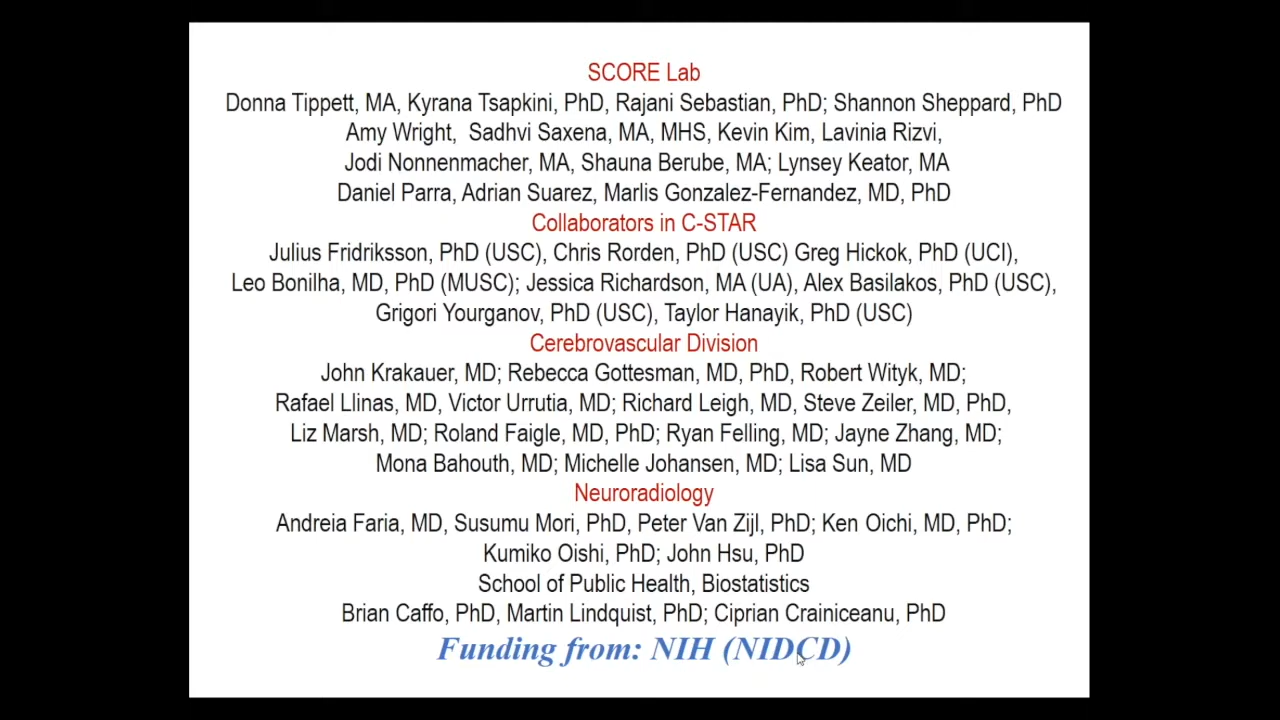 SCORE Lab
Donna Tippett, MA, Kyrana Tsapkini, PhD, Rajani Sebastian, PhD; Shannon Sheppard, PhD
Amy Wright, Sadhvi Saxena, MA, MHS, Kevin Kim, Lavinia Rizvi,
Jodi Nonnenmacher, MA, Shauna Berube, MA; Lynsey Keator, MA
Daniel Parra, Adrian Suarez, Marlis Gonzalez-Fernandez, MD, PhD
Collaborators in C-STAR
Julius Fridriksson, PhD (USC), Chris Rorden, PhD (USC) Greg Hickok, PhD (UCI),
Leo Bonilha, MD, PhD (MUSC); Jessica Richardson, MA (UA), Alex Basilakos, PhD (USC),
Grigori Yourganov, PhD (USC), Taylor Hanayik, PhD (USC)
Cerebrovascular Division
John Krakauer, MD; Rebecca Gottesman, MD, PhD, Robert Wityk, MD;
Rafael Llinas, MD, Victor Urrutia, MD; Richard Leigh, MD, Steve Zeiler, MD, PhD,
Liz Marsh, MD; Roland Faigle, MD, PhD; Ryan Felling, MD; Jayne Zhang, MD;
Mona Bahouth, MD; Michelle Johansen, MD; Lisa Sun, MD
Neuroradiology
Andreia Faria, MD, Susumu Mori, PhD, Peter Van Zijl, PhD; Ken Oichi, MD, PhD;
Kumiko Oishi, PhD; John Hsu, PhD
School of Public Health, Biostatistics
Brian Caffo, PhD, Martin Lindquist, PhD; Ciprian Crainiceanu, PhD
Funding from: NIH (NIDCD)